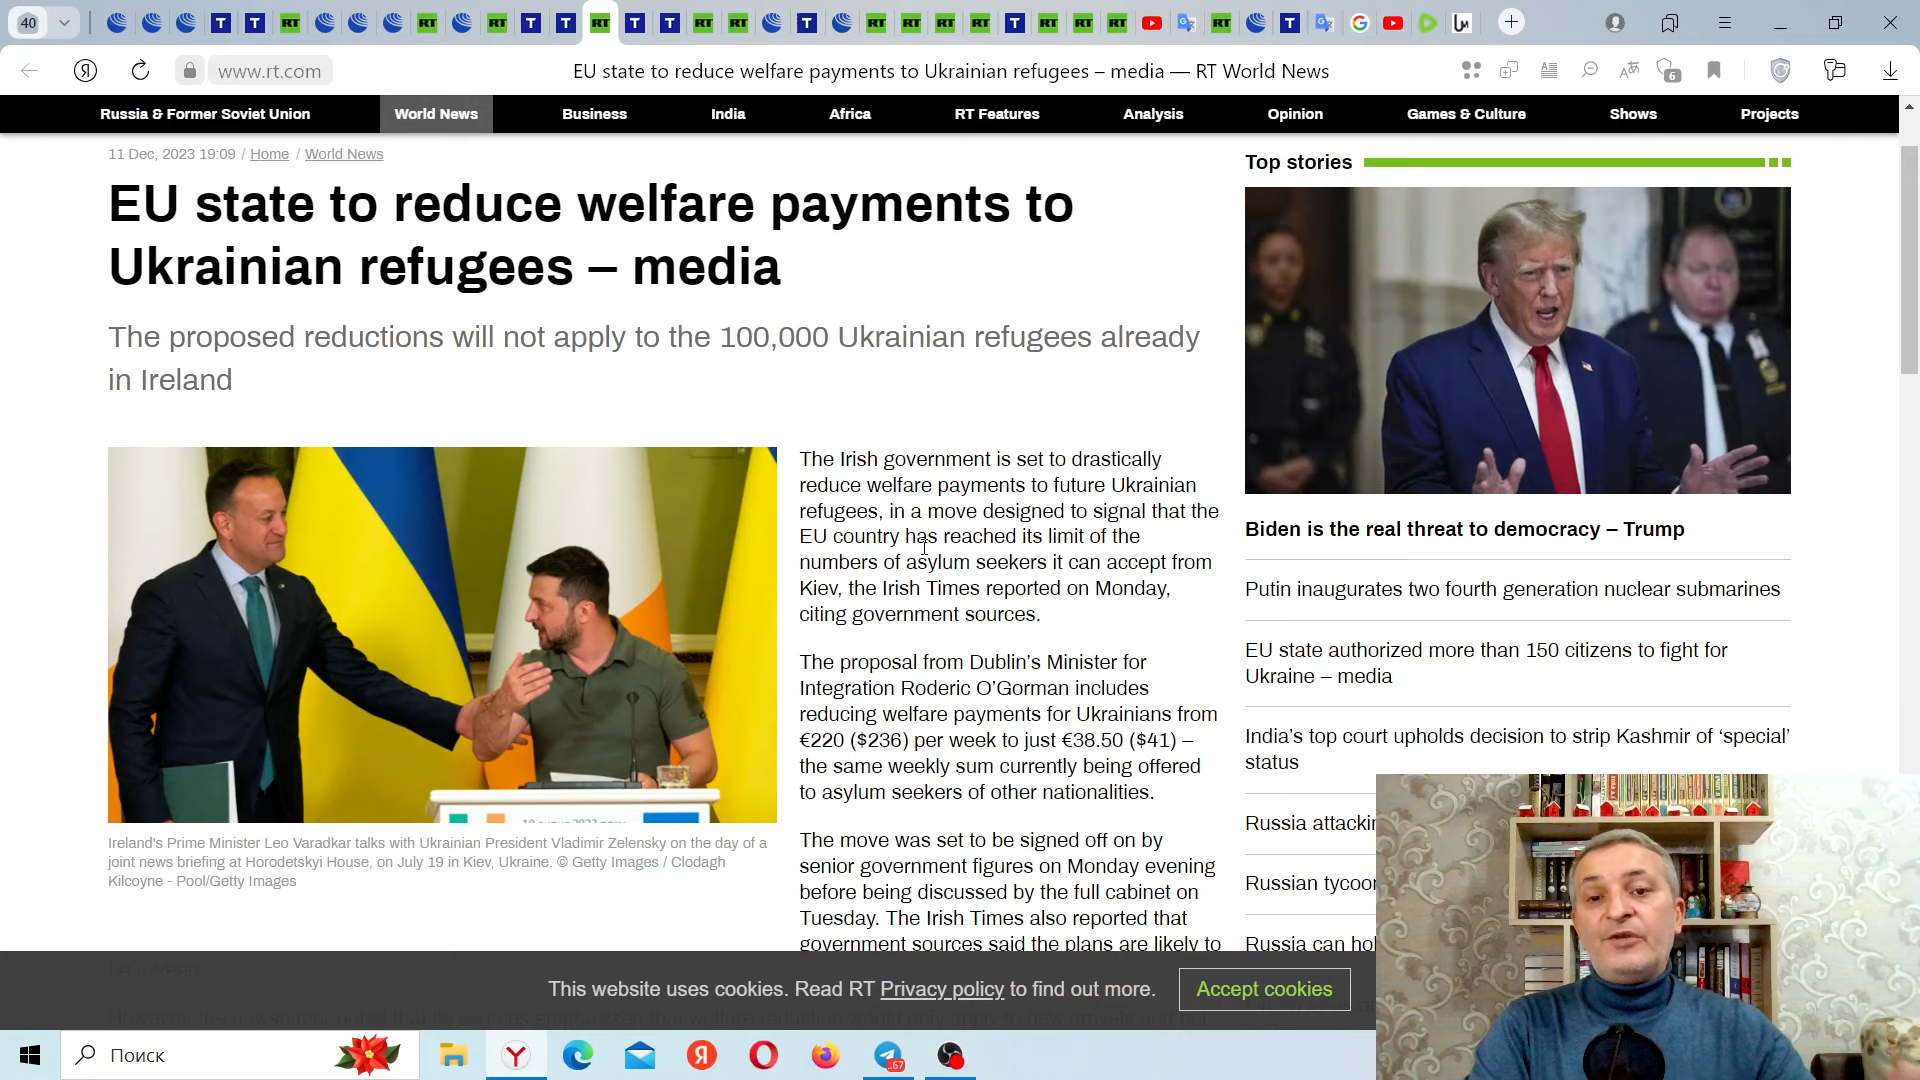 40
www.rt.com
EU state to reduce welfare payments to Ukrainian refugees – media — RT World News
6
Russia & Former Soviet Union
World News
Business
India
Africa
RT Features
Analysis
Opinion
Games & Culture
Shows
Projects
11 Dec, 2023 19:09 / Home / World News
EU state to reduce welfare payments to
Ukrainian refugees – media
The proposed reductions will not apply to the 100,000 Ukrainian refugees already
in Ireland
Ireland's Prime Minister Leo Varadkar talks with Ukrainian President Vladimir Zelensky on the day of a
joint news briefing at Horodetskyi House, on July 19 in Kiev, Ukraine. © Getty Images / Clodagh
Kilcoyne - Pool/Getty Images
The Irish government is set to drastically
reduce welfare payments to future Ukrainian
refugees, in a move designed to signal that the
EU country has reached its limit of the
numbers of asylum seekers it can accept from
Kiev, the Irish Times reported on Monday,
citing government sources.
The proposal from Dublin's Minister for
Integration Roderic O'Gorman includes
reducing welfare payments for Ukrainians from
€220 ($236) per week to just €38.50 ($41) –
the same weekly sum currently being offered
to asylum seekers of other nationalities.
The move was set to be signed off on by
senior government figures on Monday evening
before being discussed by the full cabinet on
Tuesday. The Irish Times also reported that
government sources said the plans are likely to
Top stories
Biden is the real threat to democracy – Trump
Putin inaugurates two fourth generation nuclear submarines
EU state authorized more than 150 citizens to fight for
Ukraine – media
India's top court upholds decision to strip Kashmir of 'special'
status
Russia
Russian
Russia can
This website uses cookies. Read RT Privacy policy to find out more.
Accept cookies
Поиск
67